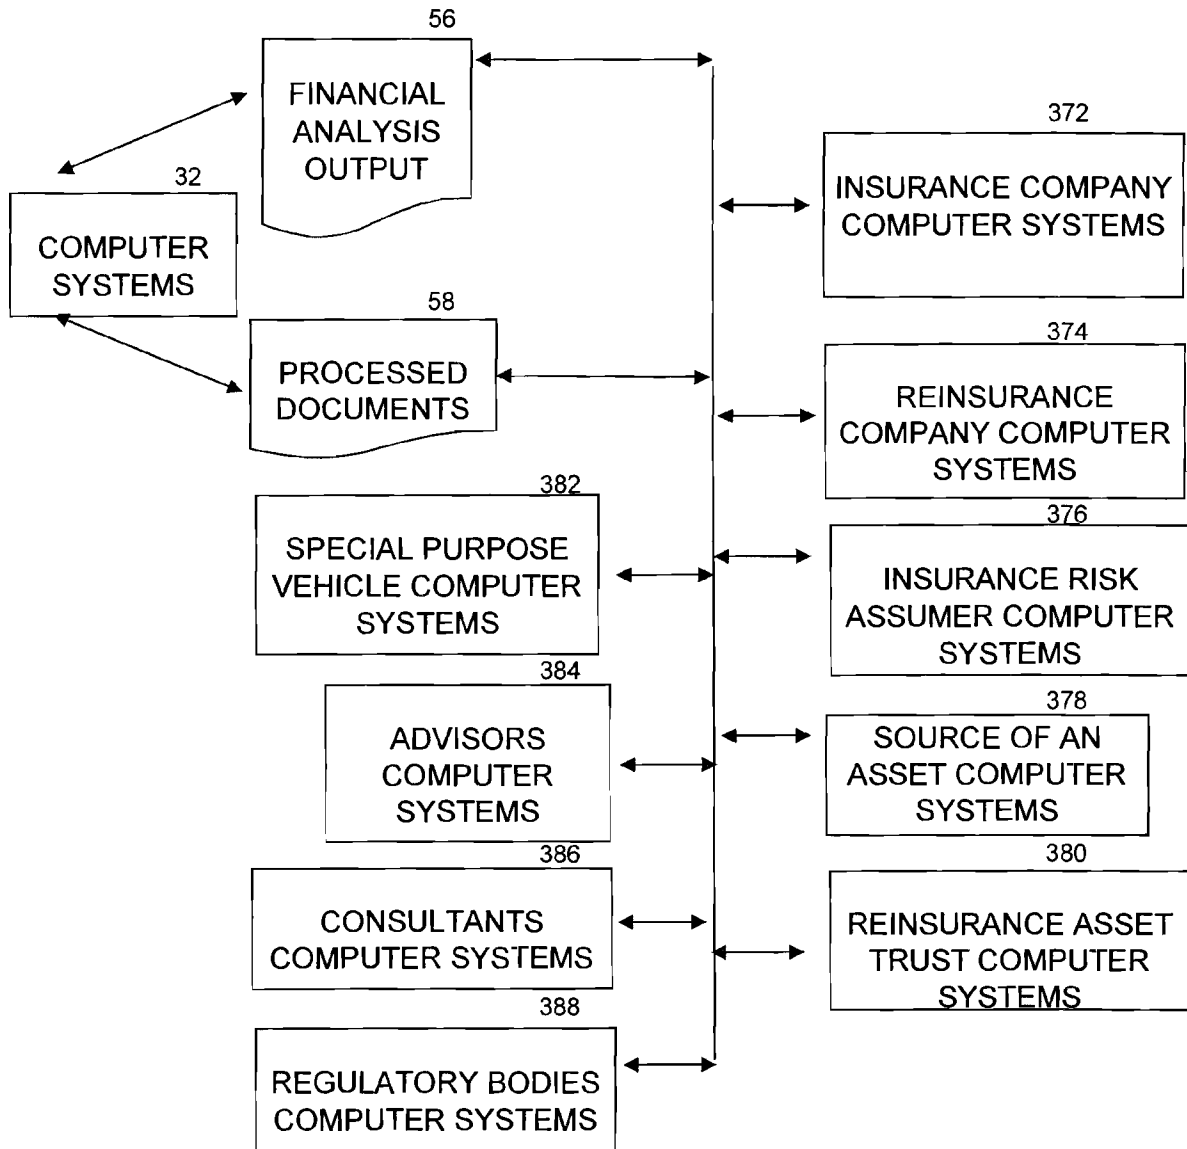 56
FINANCIAL
ANALYSIS
OUTPUT
32
COMPUTER
SYSTEMS
58
PROCESSED
DOCUMENTS
382
SPECIAL PURPOSE
VEHICLE COMPUTER
SYSTEMS
384
ADVISORS
COMPUTER
SYSTEMS
386
CONSULTANTS
COMPUTER SYSTEMS
388
REGULATORY BODIES
COMPUTER SYSTEMS
372
INSURANCE COMPANY
COMPUTER SYSTEMS
374
REINSURANCE
COMPANY COMPUTER
SYSTEMS
376
INSURANCE RISK
ASSUMER COMPUTER
SYSTEMS
378
SOURCE OF AN
ASSET COMPUTER
SYSTEMS
380
REINSURANCE ASSET
TRUST COMPUTER
SYSTEMS